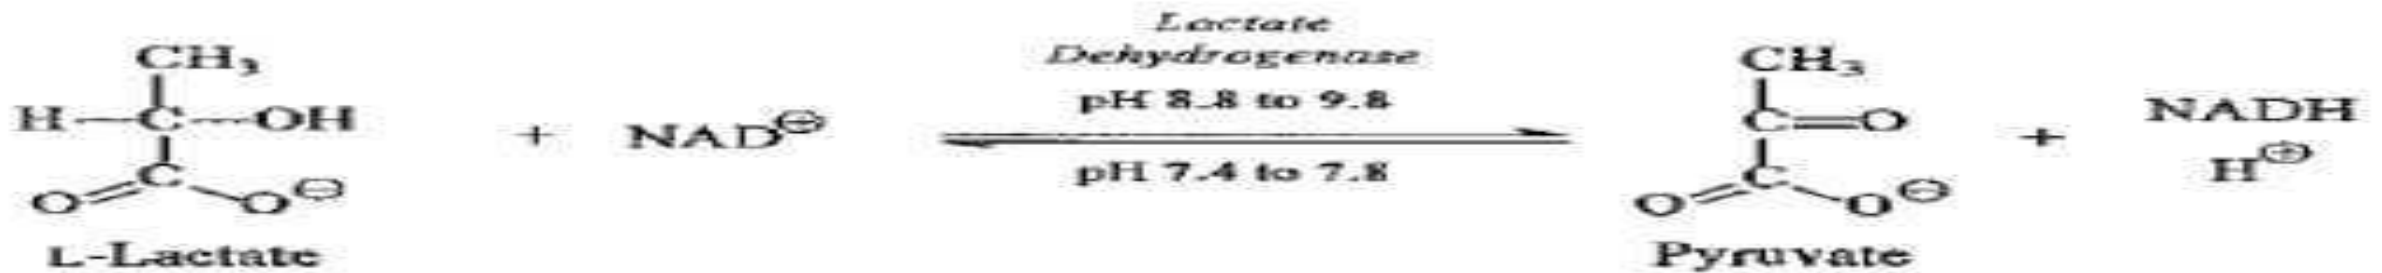 Lactate
Dehydrogenase
pH 8.8 to 9.8
pH 7.4 to 7.8
CH₃
H—C—OH
C
O
O⊖
L-Lactate
+
NAD⊕
CH₃
C=O
C
O
O⊖
Pyruvate
+
NADH
H⊕